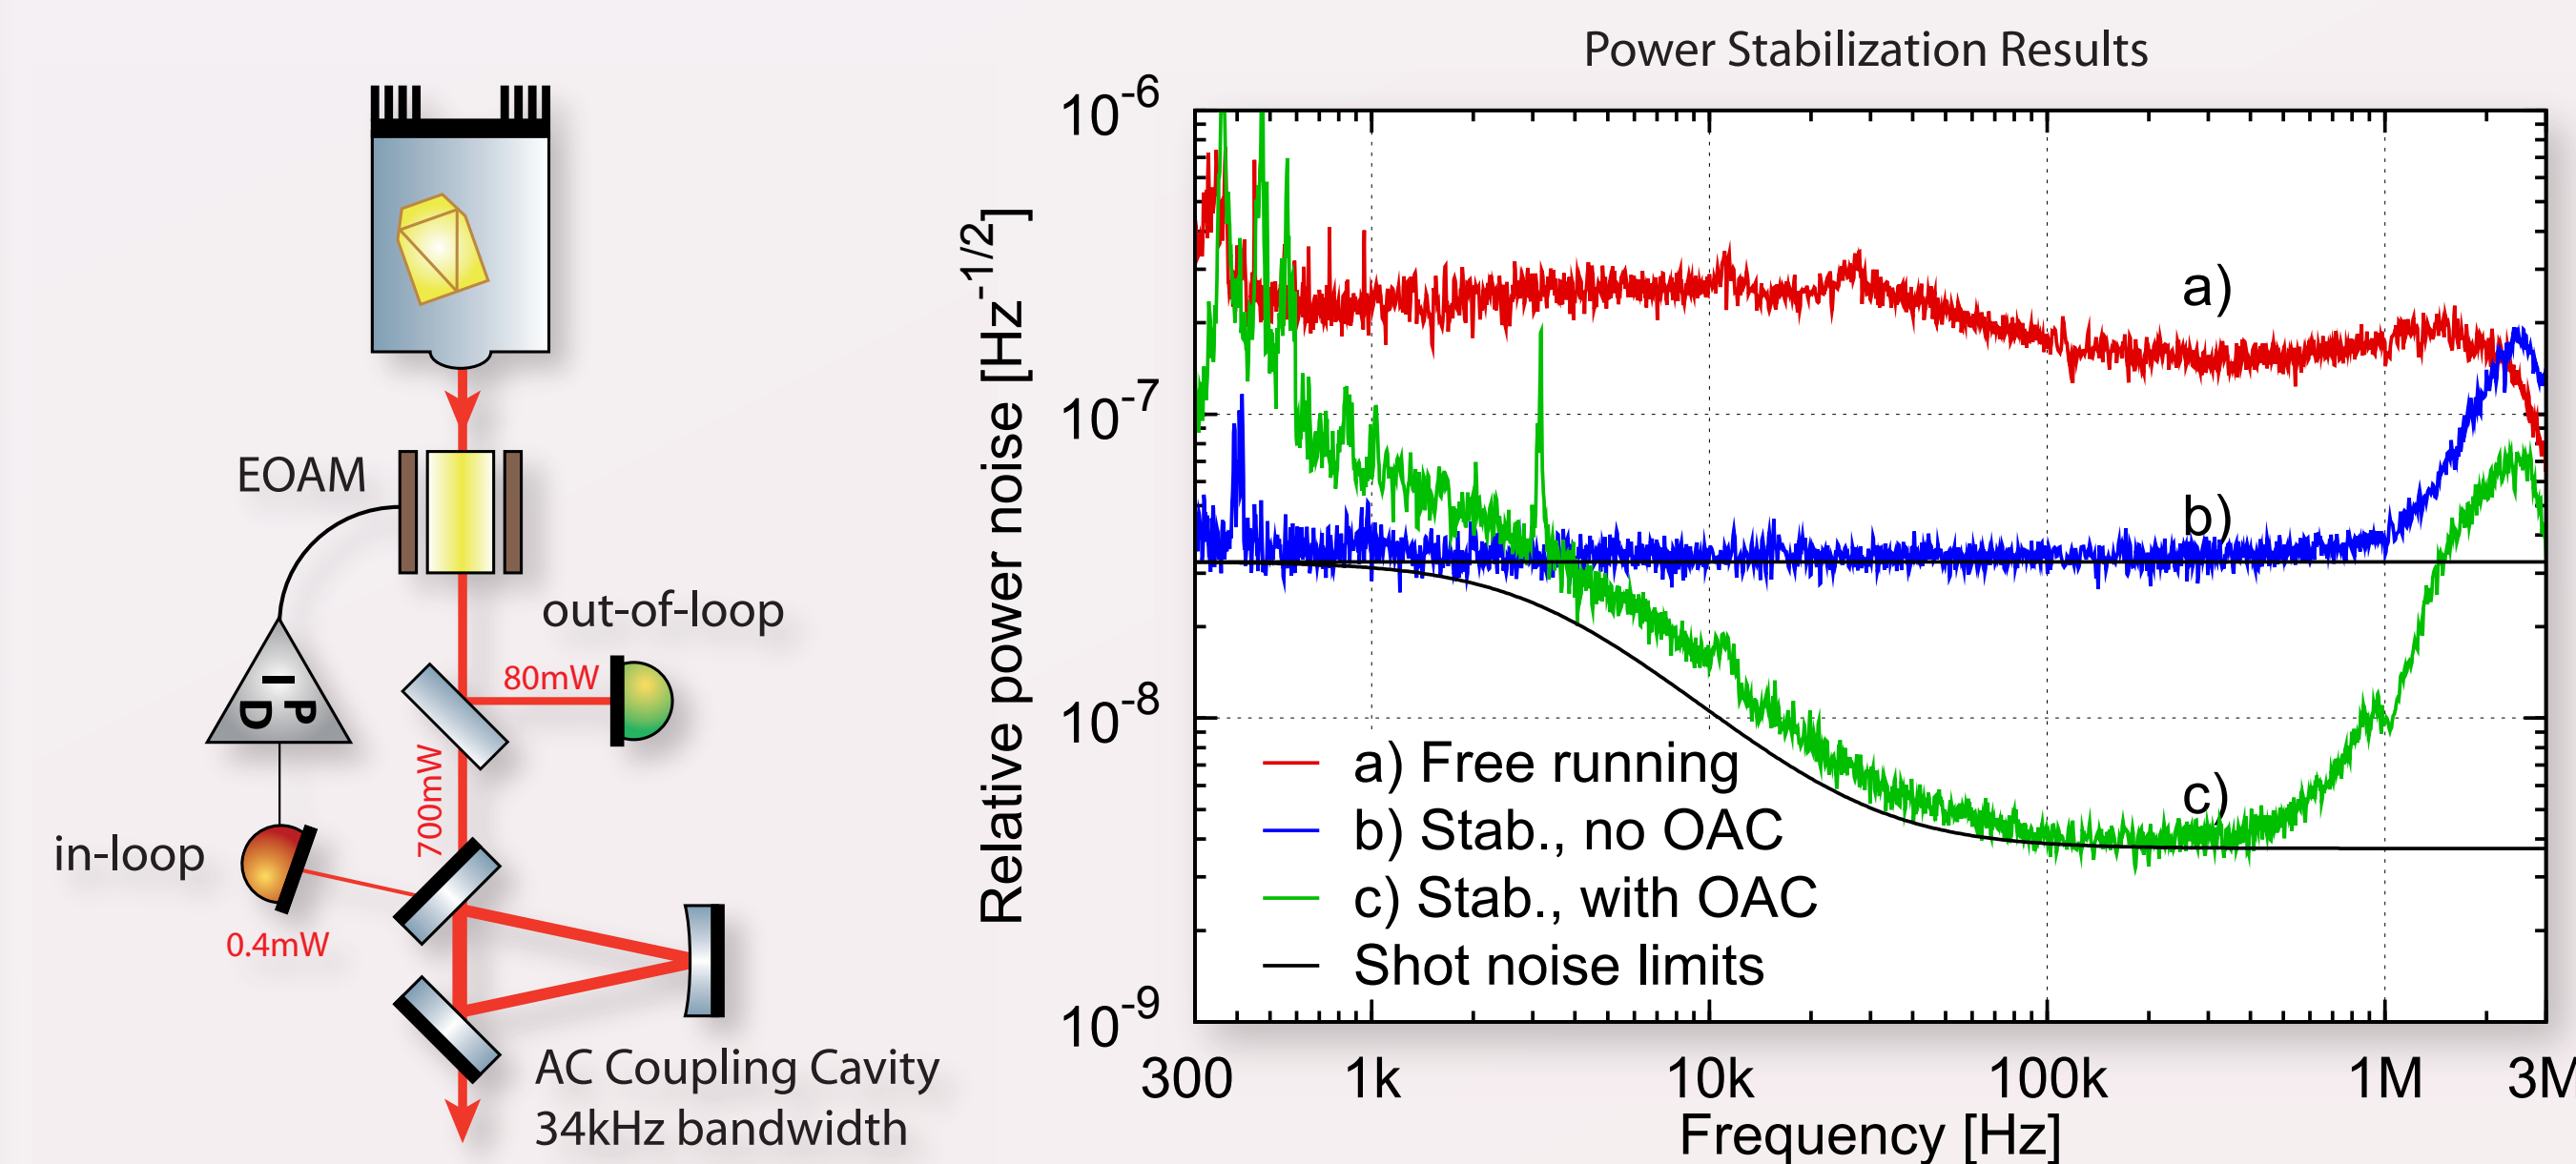 Power Stabilization Results
EOAM
out-of-loop
80mW
I
P
D
700mW
in-loop
0.4mW
AC Coupling Cavity
34kHz bandwidth
Relative power noise [Hz^-1/2]
10^-6
10^-7
10^-8
10^-9
a)
b)
c)
a) Free running
b) Stab., no OAC
c) Stab., with OAC
Shot noise limits
300 1k 10k 100k 1M 3M
Frequency [Hz]